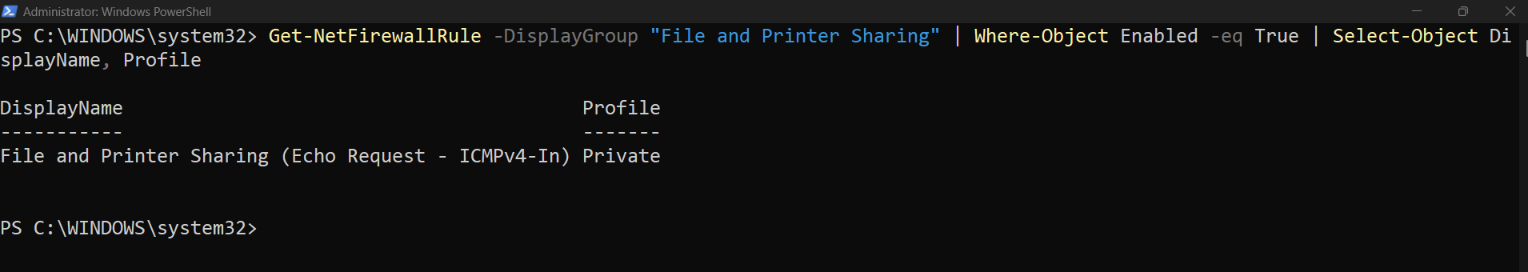 Administrator: Windows PowerShell
PS C:\WINDOWS\system32> Get-NetFirewallRule -DisplayGroup "File and Printer Sharing" | Where-Object Enabled -eq True | Select-Object Di
splayName, Profile
DisplayName Profile
----------- -------
File and Printer Sharing (Echo Request - ICMPv4-In) Private
PS C:\WINDOWS\system32>